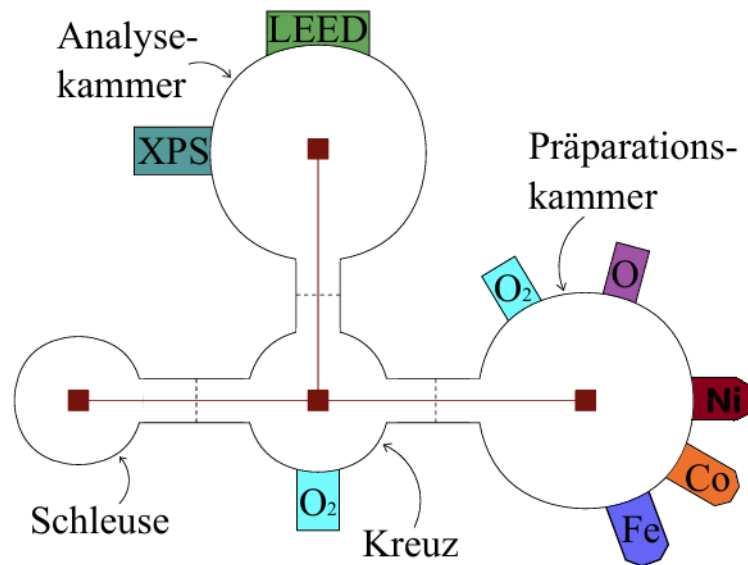 LEED
Analyse-
kammer
XPS
Präparations-
kammer
O₂
O
Ni
Co
Fe
O₂
Schleuse
Kreuz